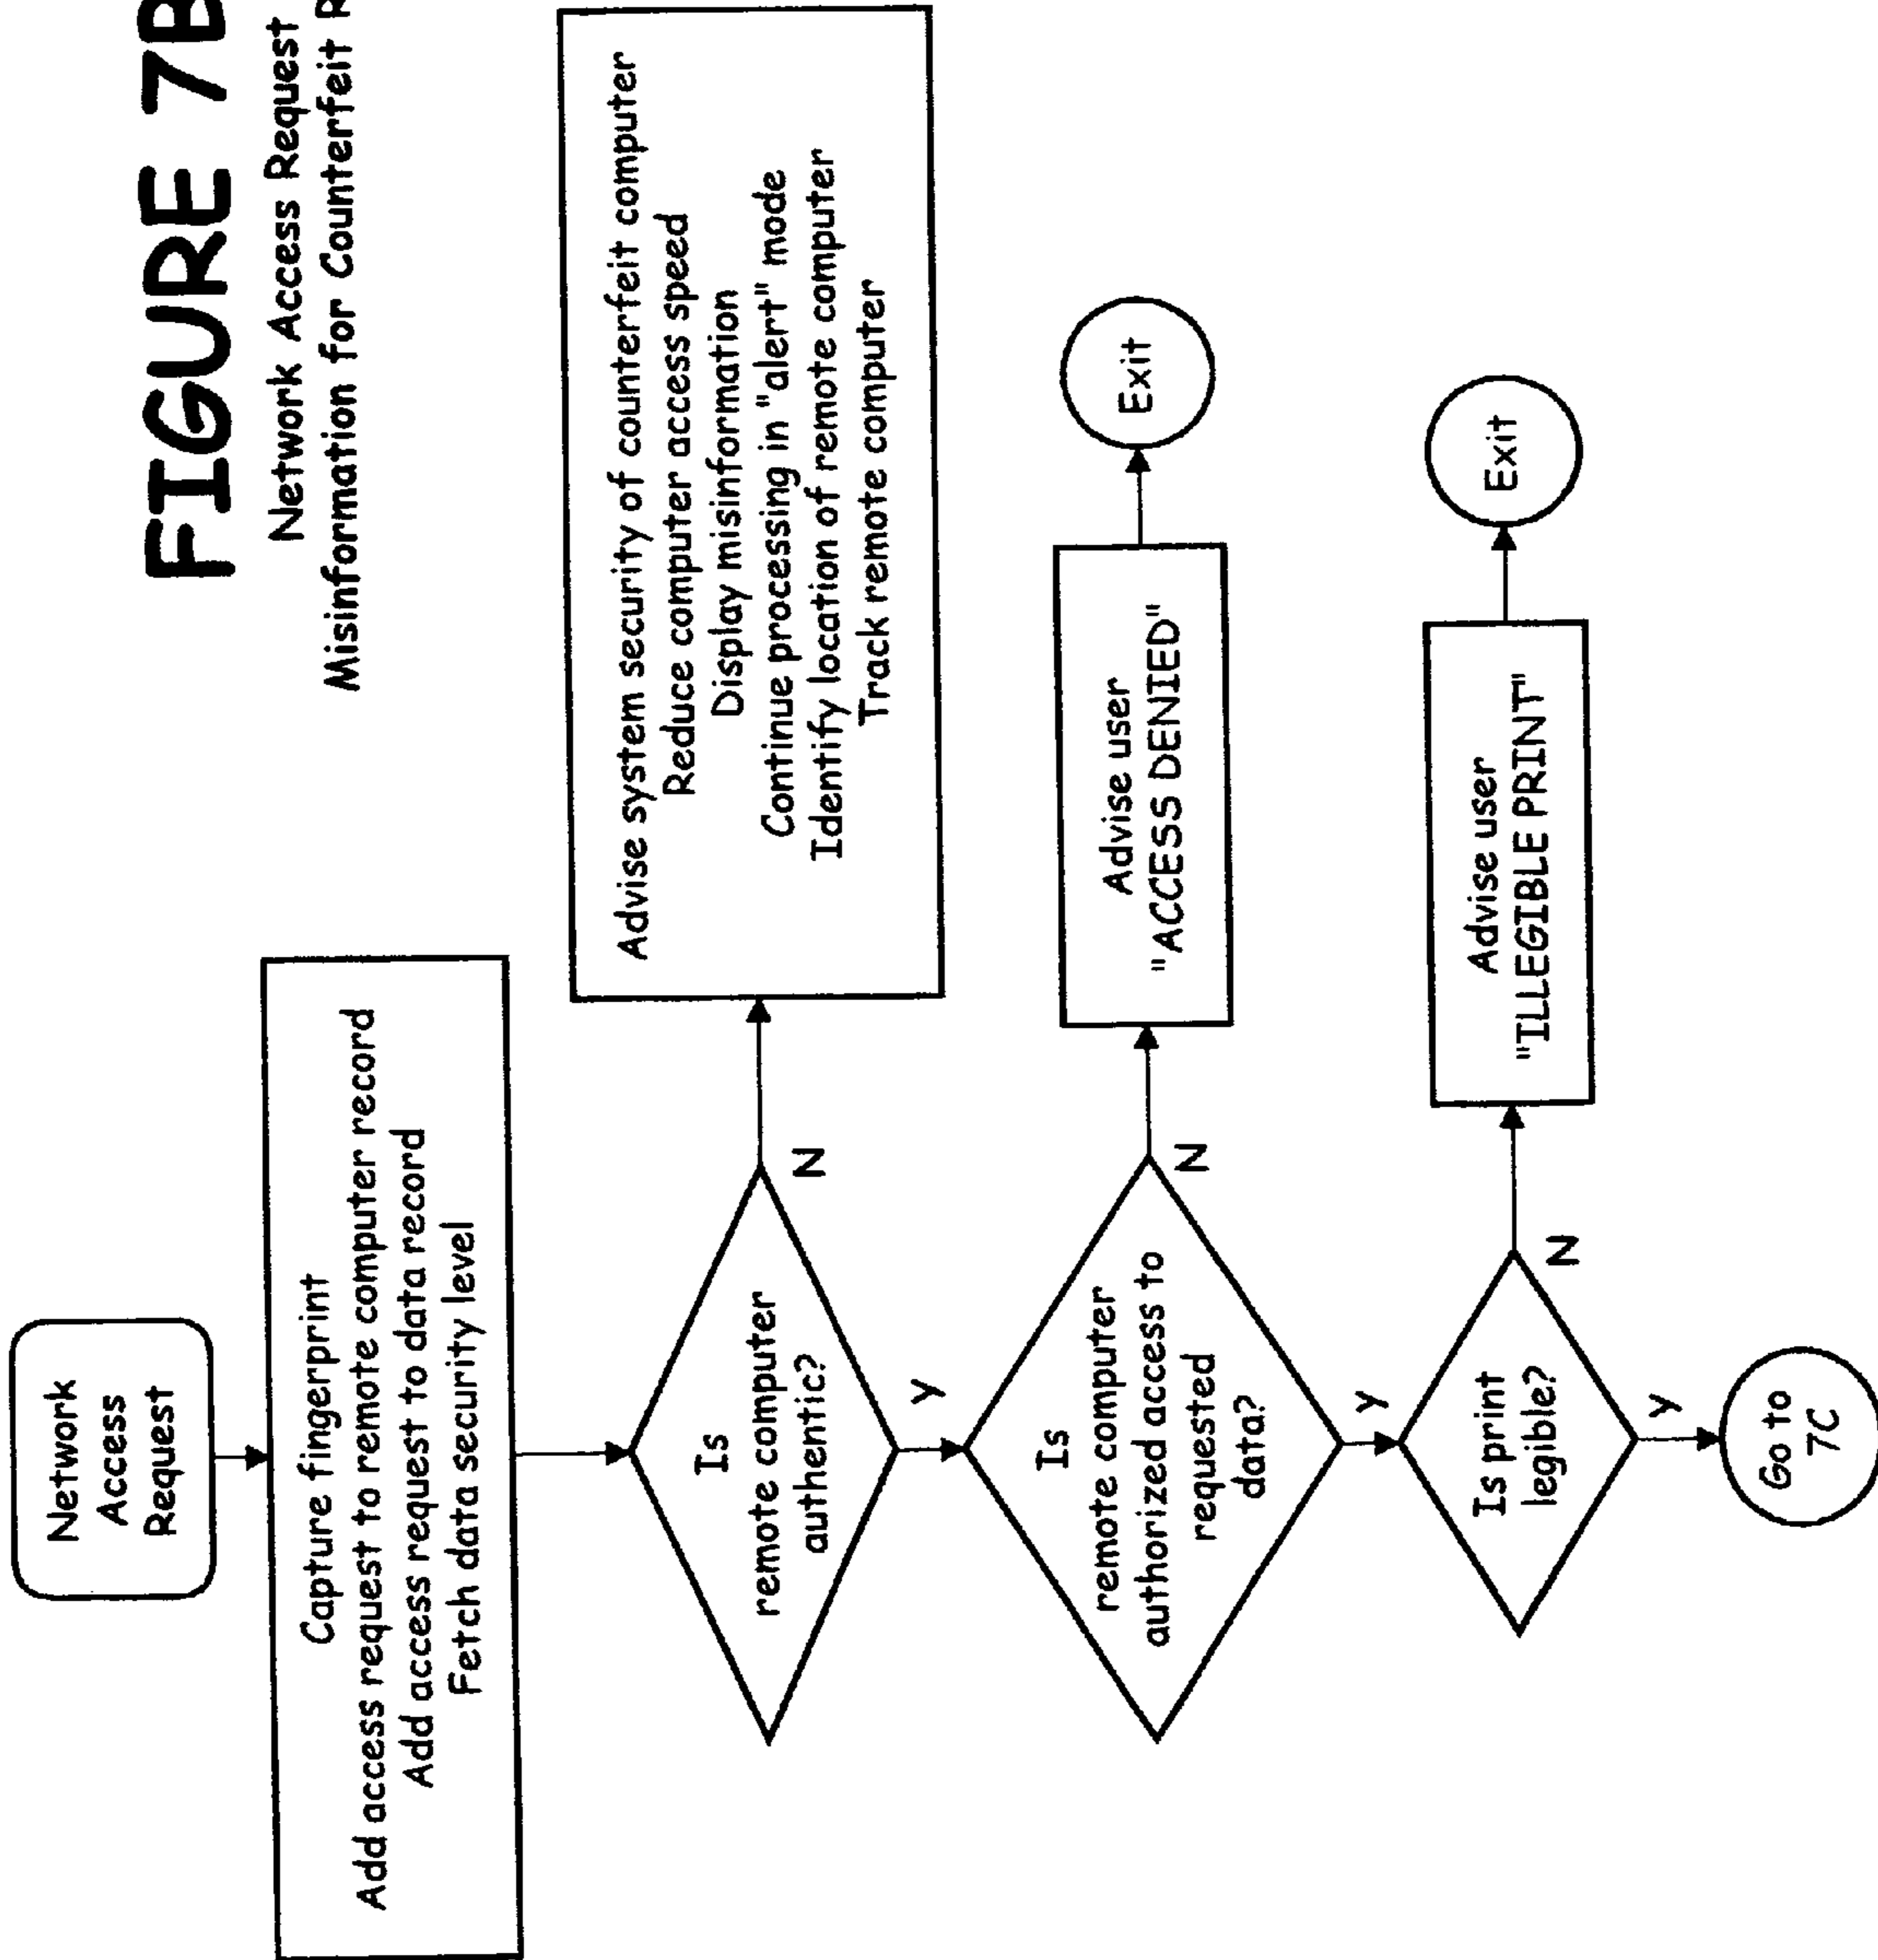 FIGURE 7B
Network Access Request
Misinformation for Counterfeit
Network
Access
Request
Capture fingerprint
Add access request to remote computer record
Add access request to data record
Fetch data security level
Is
remote computer
authentic?
N
Advise system security of counterfeit computer
Reduce computer access speed
Display misinformation
Continue processing in "alert" mode
Identify location of remote computer
Track remote computer
Y
Is
remote computer
authorized access to
requested
data?
N
Advise user
"ACCESS DENIED"
Exit
Y
Is print
legible?
N
Advise user
"ILLEGIBLE PRINT"
Exit
Y
Go to
7C